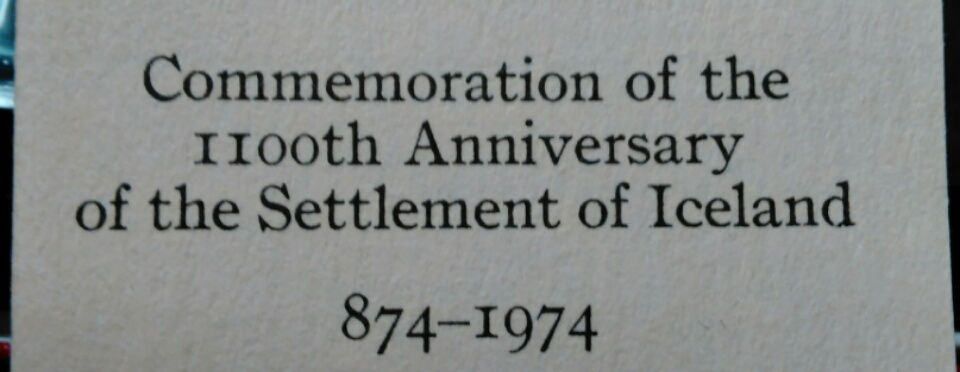 Commemoration of the
1100th Anniversary
of the Settlement of Iceland
874–1974